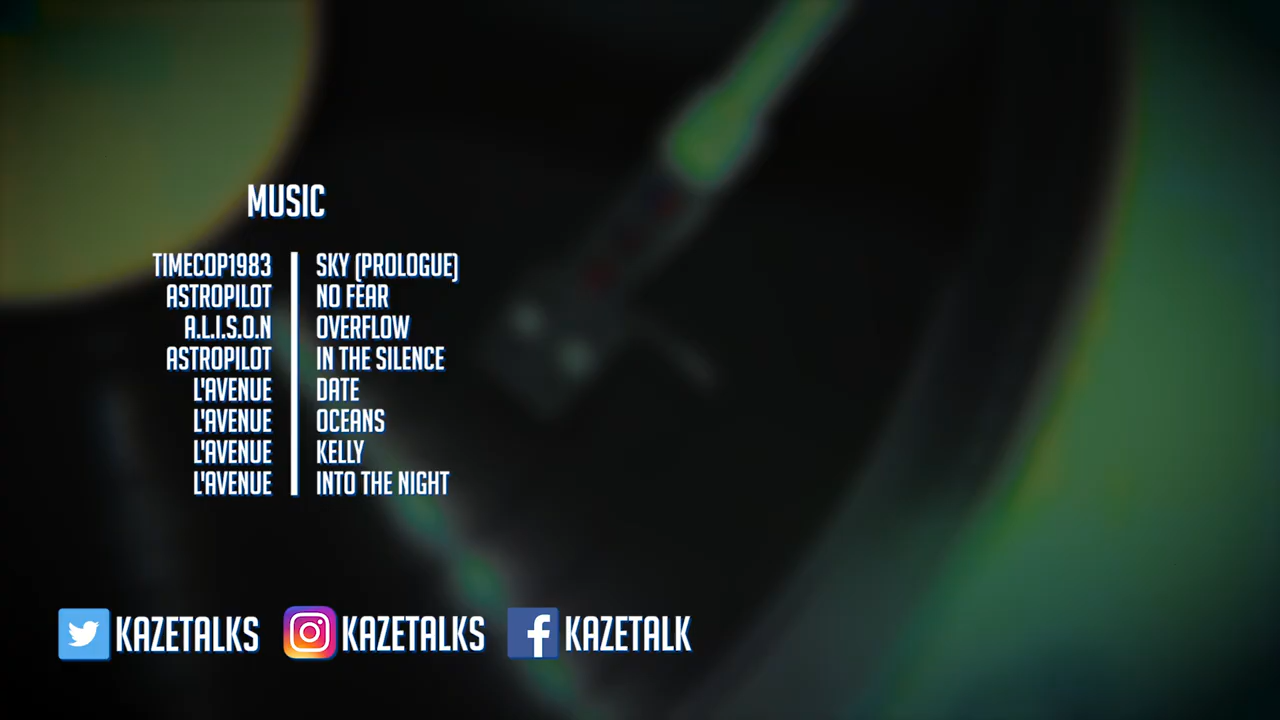 MUSIC
TIMECOP1983 SKY (PROLOGUE)
ASTROPILOT NO FEAR
A.L.I.S.O.N OVERFLOW
ASTROPILOT IN THE SILENCE
L'AVENUE DATE
L'AVENUE OCEANS
L'AVENUE KELLY
L'AVENUE INTO THE NIGHT
KAZETALKS KAZETALKS KAZETALK